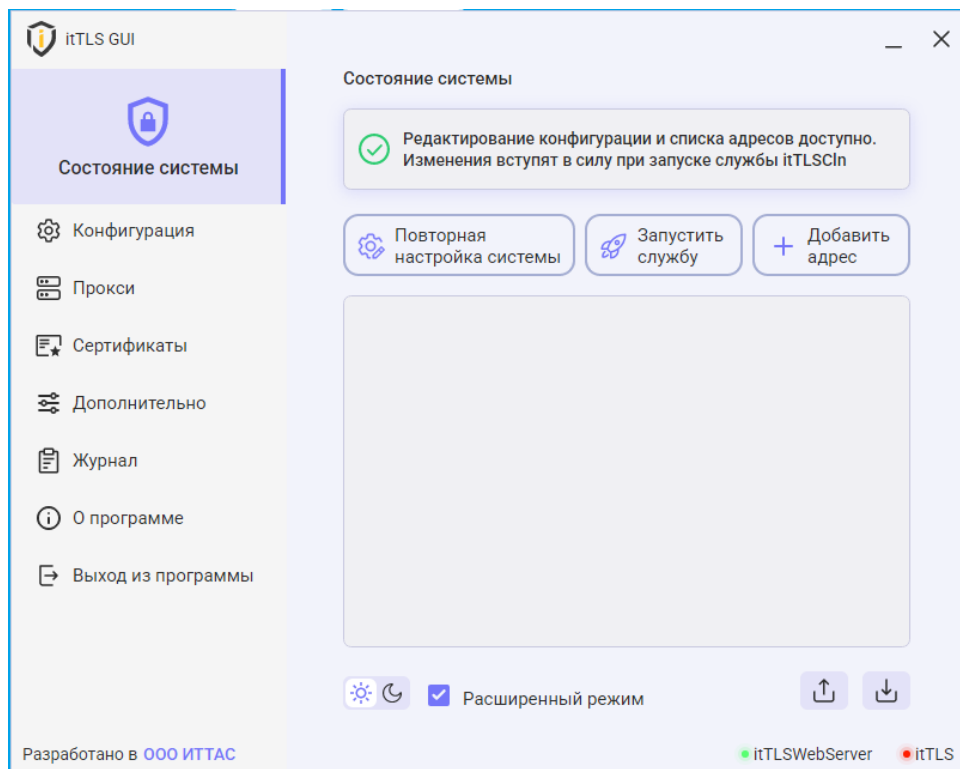 itTLS GUI
Состояние системы
Конфигурация
Прокси
Сертификаты
Дополнительно
Журнал
О программе
Выход из программы
Разработано в ООО ИТТАС
Состояние системы
Редактирование конфигурации и списка адресов доступно.
Изменения вступят в силу при запуске службы itTLSCln
Повторная
настройка системы
Запустить
службу
Добавить
адрес
Расширенный режим
itTLSWebServer
itTLS